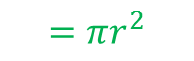 = πr²